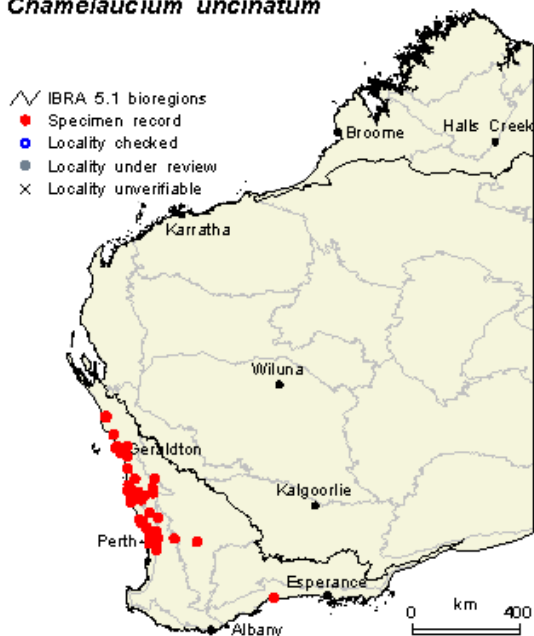 Chamelaucium uncinatum
IBRA 5.1 bioregions
Specimen record
Locality checked
Locality under review
Locality unverifiable
Broome
Halls Creek
Karratha
Wiluna
Geraldton
Kalgoorlie
Perth
Esperance
Albany
km
0 400